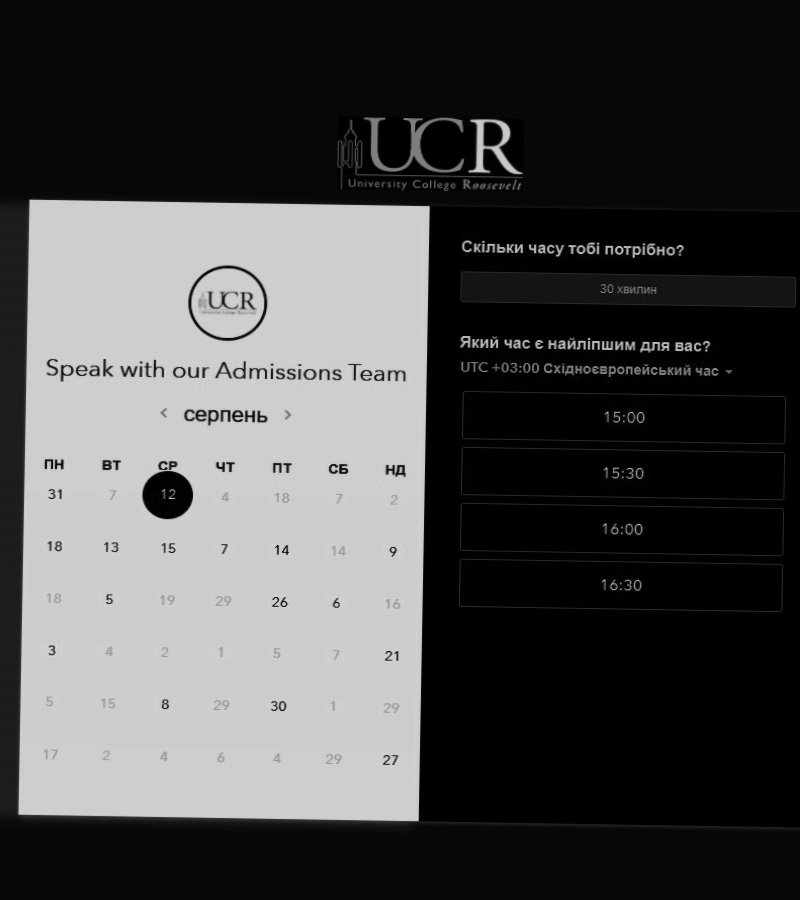 UCR
University College Roosevelt
UCR
University College Roosevelt
Speak with our Admissions Team
серпень
ПН ВТ СР ЧТ ПТ СБ НД
31 7 12 4 18 7 2
18 13 15 7 14 14 9
18 5 19 29 26 6 16
3 4 2 1 5 7 21
5 15 8 29 30 1 29
17 2 4 6 4 29 27
Скільки часу тобі потрібно?
30 хвилин
Який час є найліпшим для вас?
UTC +03:00 Східноєвропейський час
15:00
15:30
16:00
16:30